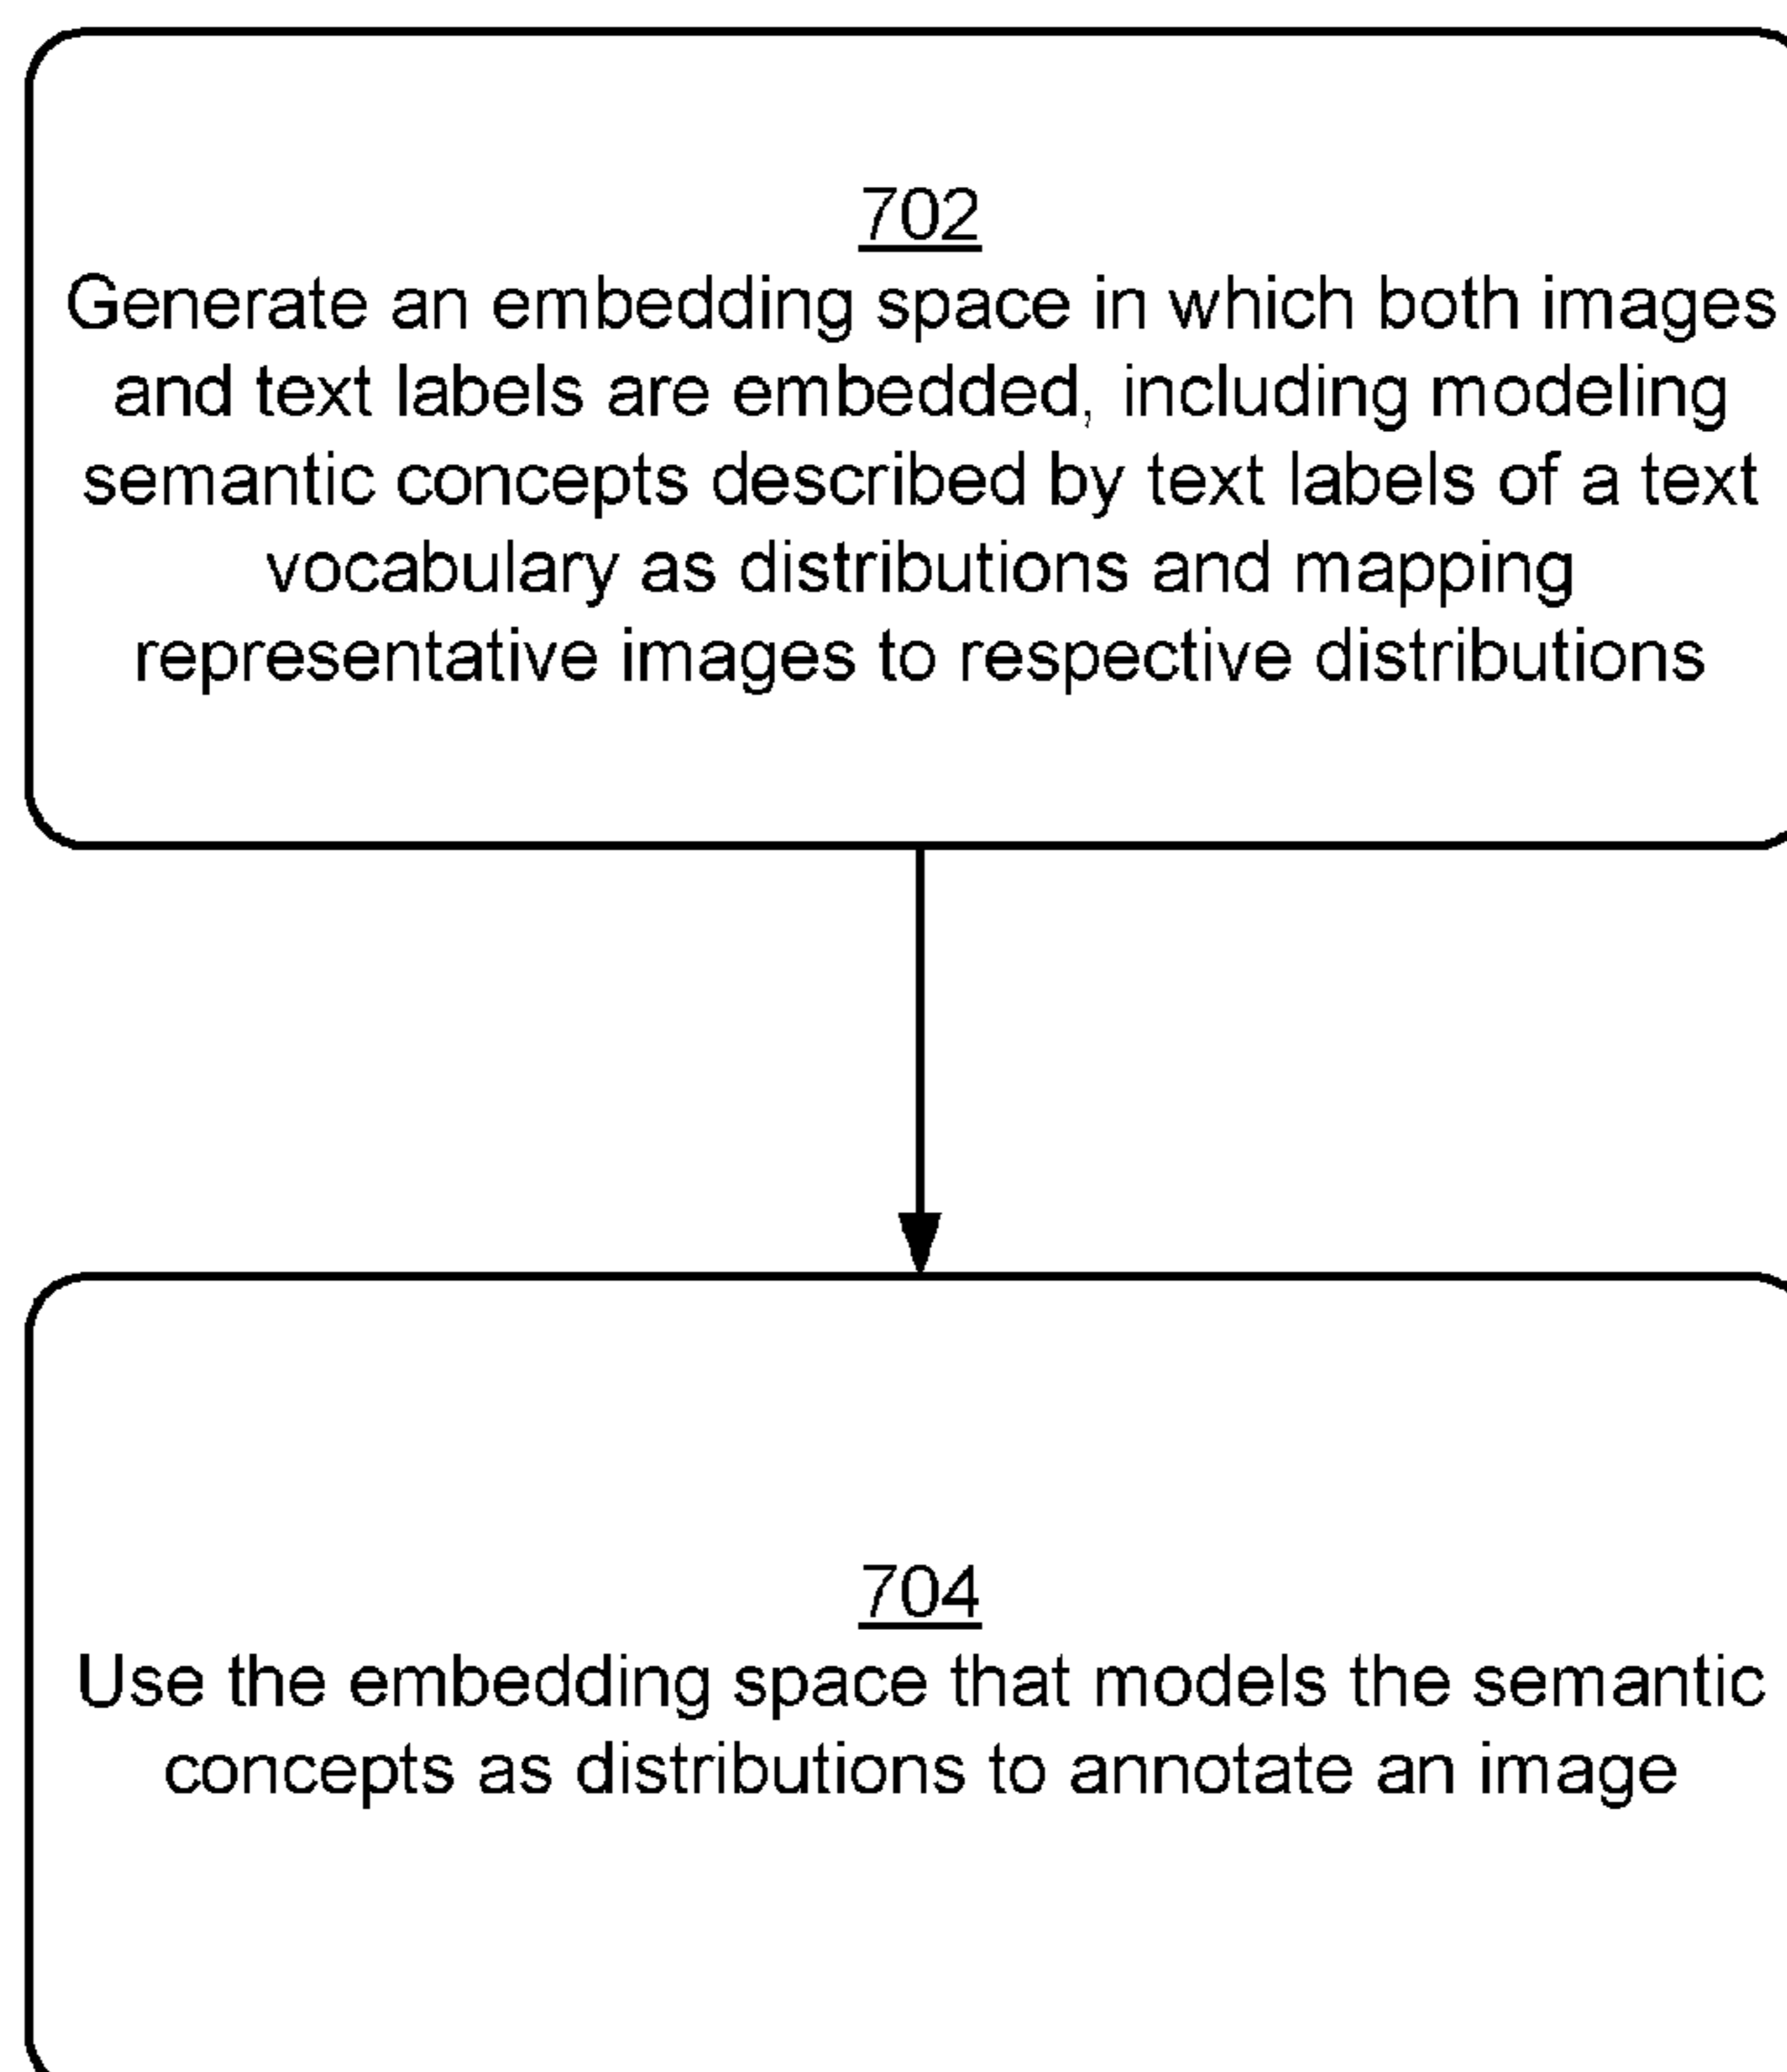 702
Generate an embedding space in which both images
and text labels are embedded, including modeling
semantic concepts described by text labels of a text
vocabulary as distributions and mapping
representative images to respective distributions
704
Use the embedding space that models the semantic
concepts as distributions to annotate an image